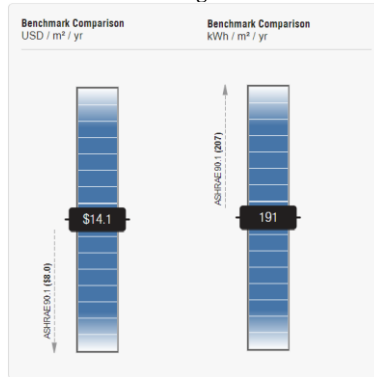 Benchmark Comparison
USD / m² / yr
Benchmark Comparison
kWh / m² / yr
$14.1
ASHRAE 90.1 ($8.0)
191
ASHRAE 90.1 (207)